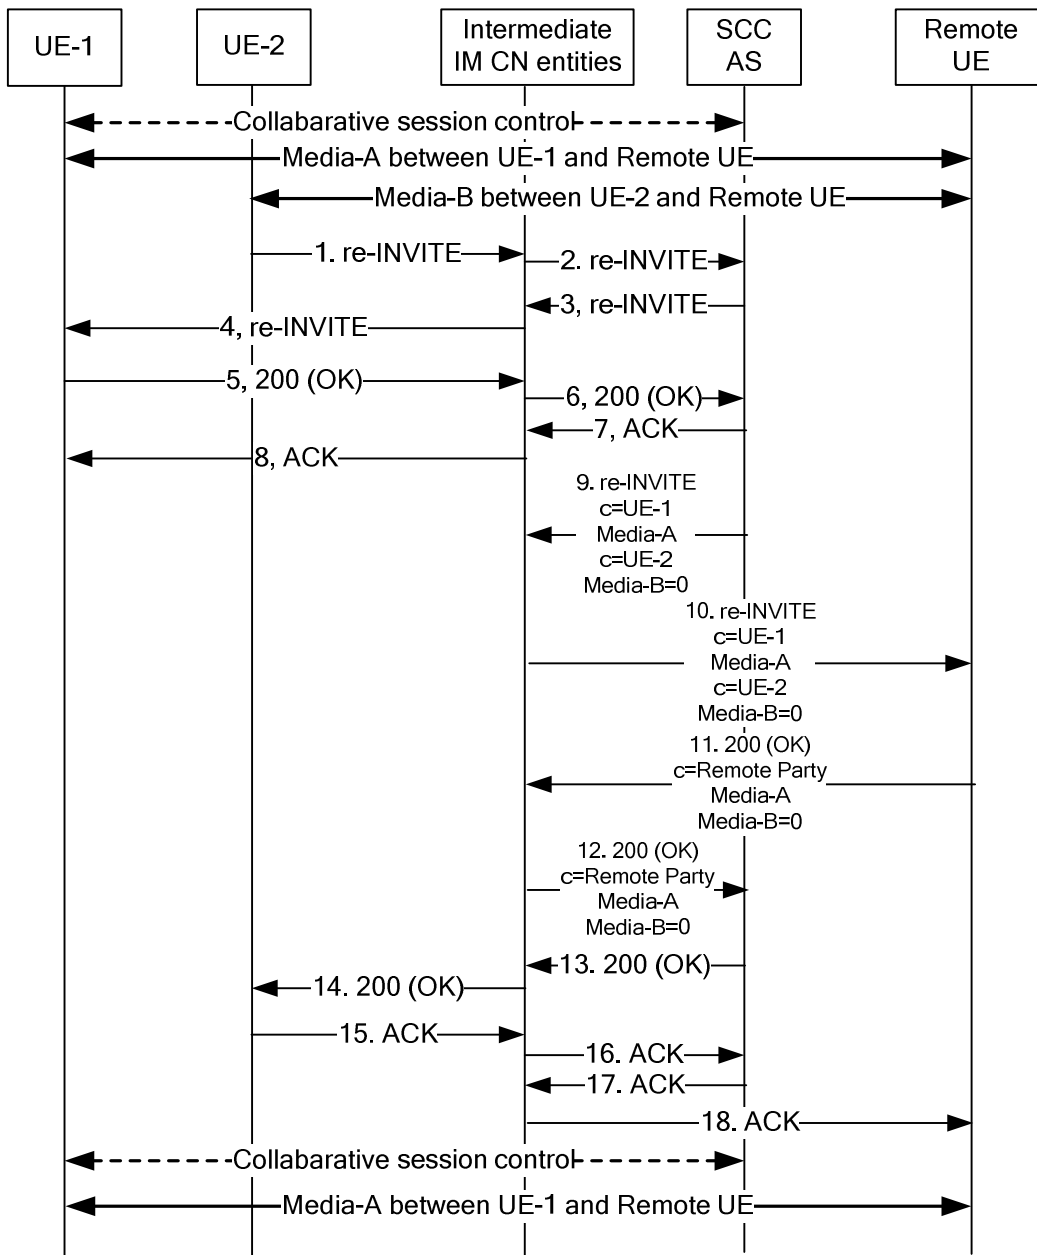 UE-1
UE-2
Intermediate
IM CN entities
SCC
AS
Remote
UE
Collabarative session control
Media-A between UE-1 and Remote UE
Media-B between UE-2 and Remote UE
1. re-INVITE
2. re-INVITE
3, re-INVITE
4, re-INVITE
5, 200 (OK)
6, 200 (OK)
7, ACK
8, ACK
9. re-INVITE
c=UE-1
Media-A
c=UE-2
Media-B=0
10. re-INVITE
c=UE-1
Media-A
c=UE-2
Media-B=0
11. 200 (OK)
c=Remote Party
Media-A
Media-B=0
12. 200 (OK)
c=Remote Party
Media-A
Media-B=0
13. 200 (OK)
14. 200 (OK)
15. ACK
16. ACK
17. ACK
18. ACK
Collabarative session control
Media-A between UE-1 and Remote UE